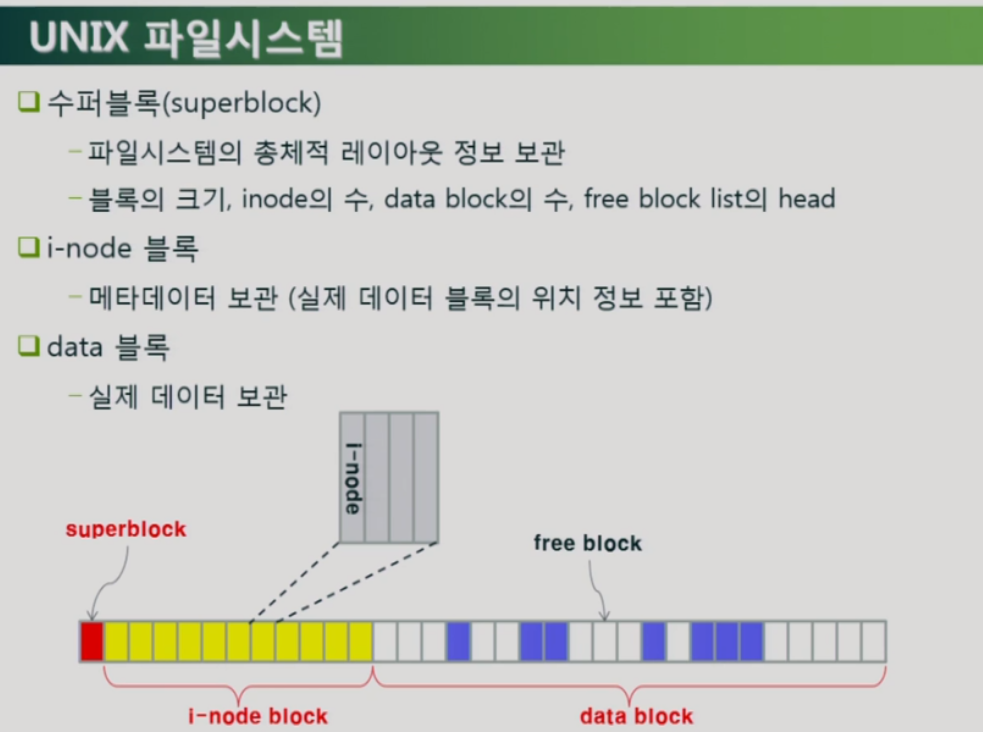 UNIX 파일시스템
수퍼블록(superblock)
– 파일시스템의 총체적 레이아웃 정보 보관
– 블록의 크기, inode의 수, data block의 수, free block list의 head
i-node 블록
– 메타데이터 보관 (실제 데이터 블록의 위치 정보 포함)
data 블록
– 실제 데이터 보관
i-node
superblock
free block
i-node block
data block